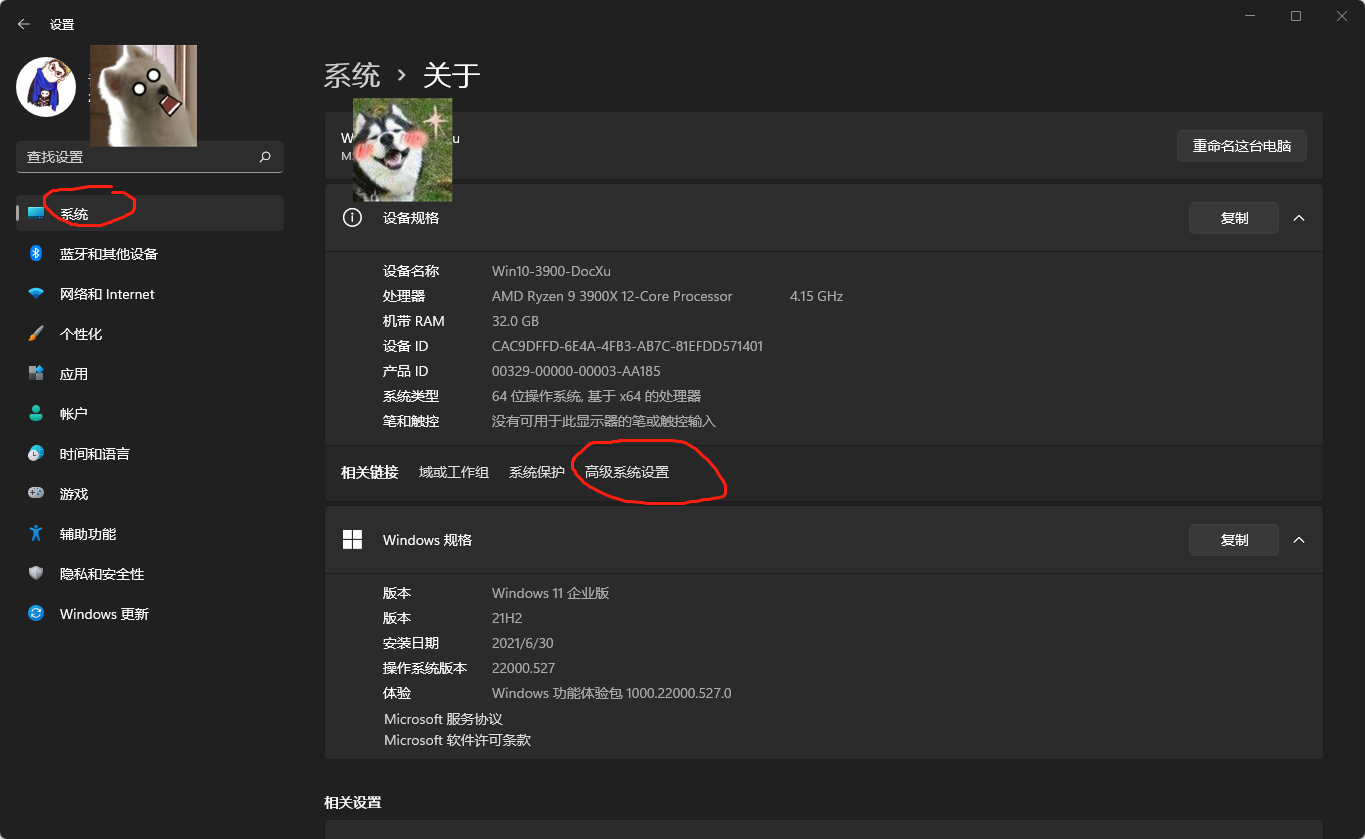 设置
查找设置
系统
蓝牙和其他设备
网络和 Internet
个性化
应用
帐户
时间和语言
游戏
辅助功能
隐私和安全性
Windows 更新
系统 › 关于
重命名这台电脑
设备规格
复制
设备名称 Win10-3900-DocXu
处理器 AMD Ryzen 9 3900X 12-Core Processor 4.15 GHz
机带 RAM 32.0 GB
设备 ID CAC9DFFD-6E4A-4FB3-AB7C-81EFDD571401
产品 ID 00329-00000-00003-AA185
系统类型 64 位操作系统, 基于 x64 的处理器
笔和触控 没有可用于此显示器的笔或触控输入
相关链接 域或工作组 系统保护 高级系统设置
Windows 规格
复制
版本 Windows 11 企业版
版本 21H2
安装日期 2021/6/30
操作系统版本 22000.527
体验 Windows 功能体验包 1000.22000.527.0
Microsoft 服务协议
Microsoft 软件许可条款
相关设置